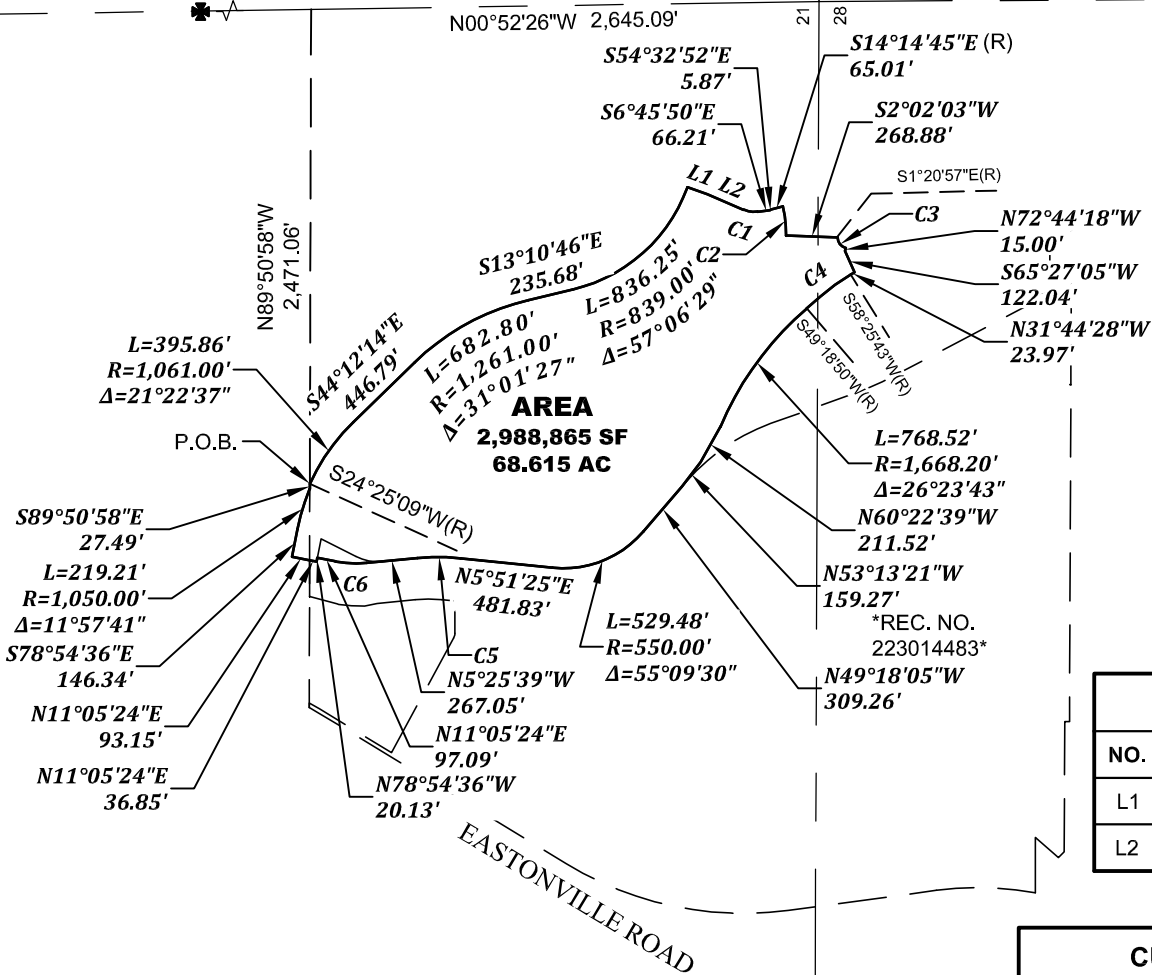 N00°52'26"W 2,645.09'
21
28
S54°32'52"E
5.87'
S14°14'45"E (R)
65.01'
S6°45'50"E
66.21'
S2°02'03"W
268.88'
S1°20'57"E(R)
L1 L2
C1
C2
C3
C4
N72°44'18"W
15.00'
S65°27'05"W
122.04'
N31°44'28"W
23.97'
N89°50'58"W
2,471.06'
S13°10'46"E
235.68'
L=836.25'
R=839.00'
Δ=57°06'29"
S58°25'43"W(R)
S49°18'50"W(R)
L=395.86'
R=1,061.00'
Δ=21°22'37"
S44°12'14"E
446.79'
L=682.80'
R=1,261.00'
Δ=31°01'27"
AREA
2,988,865 SF
68.615 AC
P.O.B.
S24°25'09"W(R)
L=768.52'
R=1,668.20'
Δ=26°23'43"
S89°50'58"E
27.49'
N60°22'39"W
211.52'
L=219.21'
R=1,050.00'
Δ=11°57'41"
C6
N5°51'25"E
481.83'
N53°13'21"W
159.27'
*REC. NO.
223014483*
S78°54'36"E
146.34'
C5
L=529.48'
R=550.00'
Δ=55°09'30"
N5°25'39"W
267.05'
N49°18'05"W
309.26'
N11°05'24"E
93.15'
N11°05'24"E
97.09'
N11°05'24"E
36.85'
N78°54'36"W
20.13'
NO.
L1
L2
EASTONVILLE ROAD